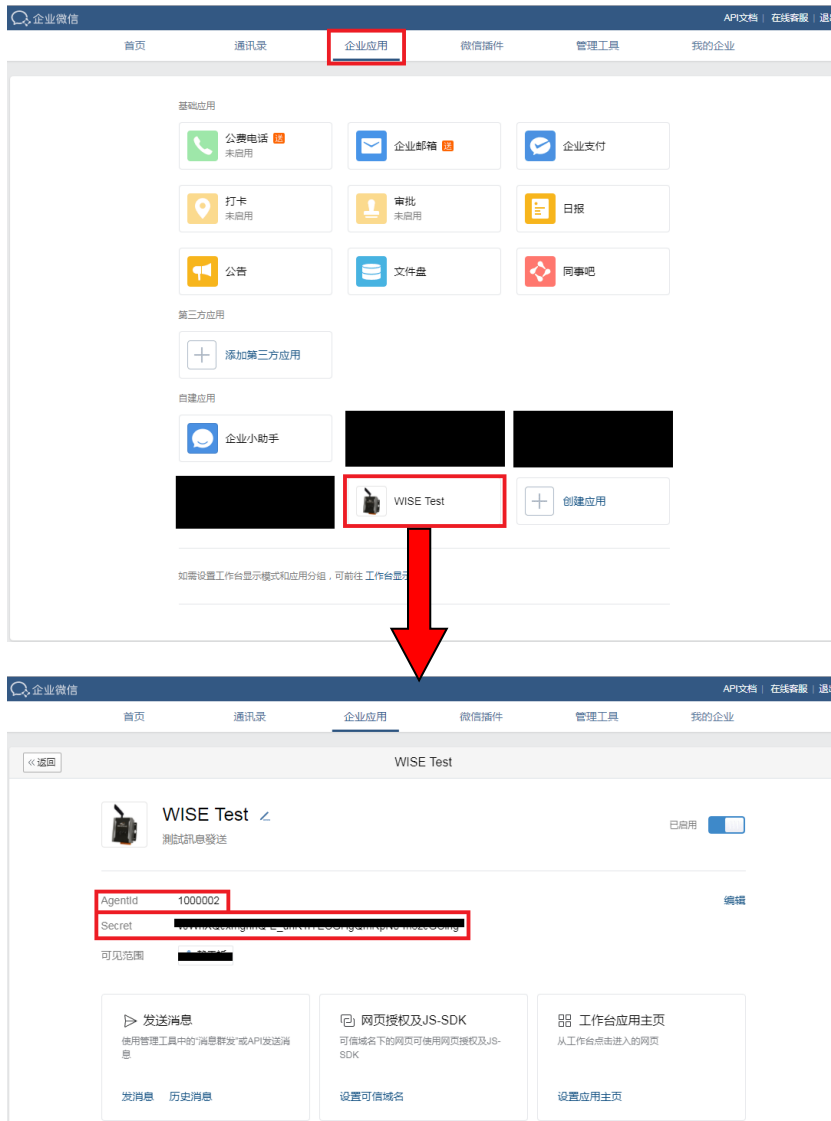 企业微信
API文档 | 在线客服 |
首页 通讯录 企业应用 微信插件 管理工具 我的企业
基础应用
公费电话 送
未启用
企业邮箱 送
企业支付
打卡
未启用
审批
未启用
日报
公告
文件盘
同事吧
第三方应用
添加第三方应用
自建应用
企业小助手
WISE Test
创建应用
如需设置工作台显示模式和应用分组，可前往 工作台显示
企业微信
API文档 | 在线客服 |
首页 通讯录 企业应用 微信插件 管理工具 我的企业
«返回
WISE Test
WISE Test
测試訊息發送
已启用
AgentId 1000002
编辑
Secret
可见范围
发送消息
使用管理工具中的“消息群发”或API发送消
息
发消息 历史消息
网页授权及JS-SDK
可信域名下的网页可使用网页授权及JS-
SDK
设置可信域名
工作台应用主页
从工作台点击进入的网页
设置应用主页